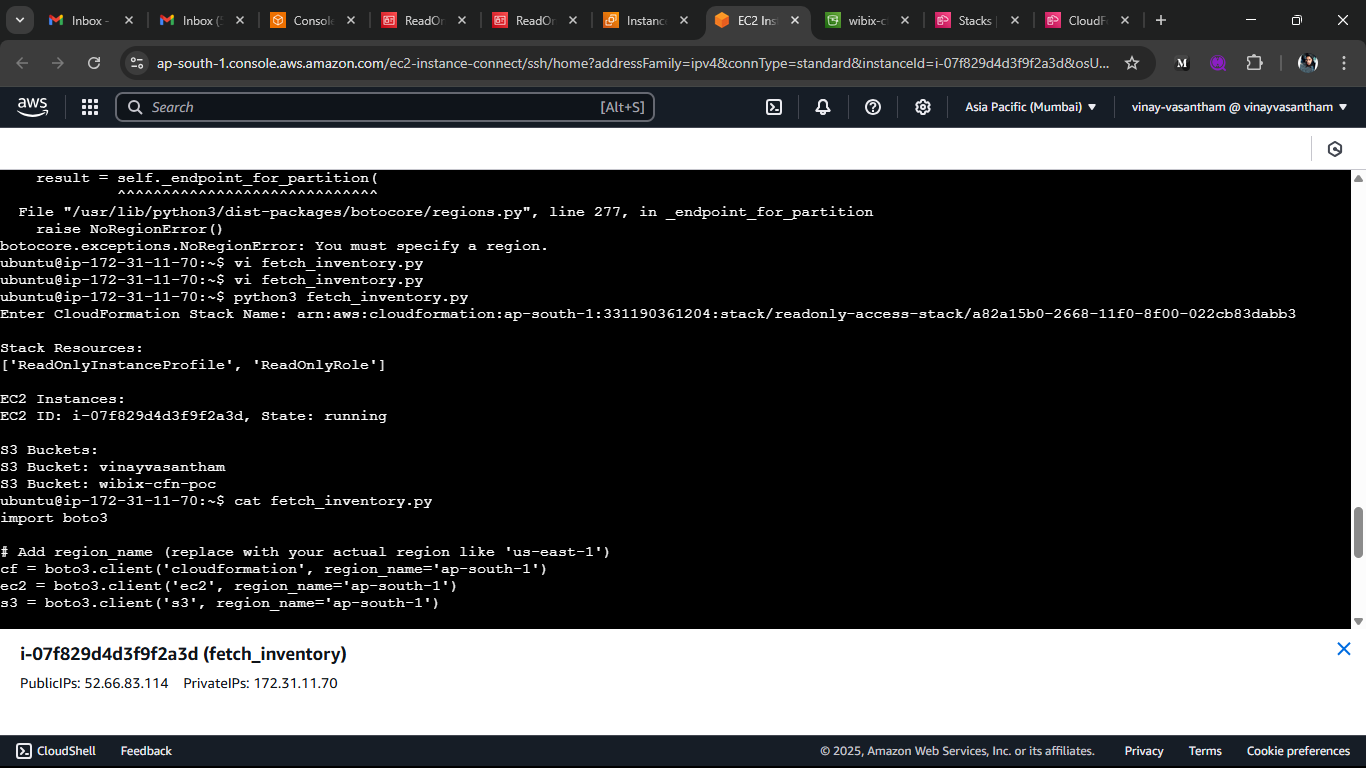 Inbox -
Inbox (
Console
ReadOn
ReadOn
Instanc
EC2 Ins
wibix-c
Stacks |
CloudF
ap-south-1.console.aws.amazon.com/ec2-instance-connect/ssh/home?addressFamily=ipv4&connType=standard&instanceId=i-07f829d4d3f9f2a3d&osU...
aws
Search
[Alt+S]
Asia Pacific (Mumbai)
vinay-vasantham @ vinayvasantham
result = self._endpoint_for_partition(
^^^^^^^^^^^^^^^^^^^^^^^^^^^^^
File "/usr/lib/python3/dist-packages/botocore/regions.py", line 277, in _endpoint_for_partition
raise NoRegionError()
botocore.exceptions.NoRegionError: You must specify a region.
ubuntu@ip-172-31-11-70:~$ vi fetch_inventory.py
ubuntu@ip-172-31-11-70:~$ vi fetch_inventory.py
ubuntu@ip-172-31-11-70:~$ python3 fetch_inventory.py
Enter CloudFormation Stack Name: arn:aws:cloudformation:ap-south-1:331190361204:stack/readonly-access-stack/a82a15b0-2668-11f0-8f00-022cb83dabb3
Stack Resources:
['ReadOnlyInstanceProfile', 'ReadOnlyRole']
EC2 Instances:
EC2 ID: i-07f829d4d3f9f2a3d, State: running
S3 Buckets:
S3 Bucket: vinayvasantham
S3 Bucket: wibix-cfn-poc
ubuntu@ip-172-31-11-70:~$ cat fetch_inventory.py
import boto3
# Add region_name (replace with your actual region like 'us-east-1')
cf = boto3.client('cloudformation', region_name='ap-south-1')
ec2 = boto3.client('ec2', region_name='ap-south-1')
s3 = boto3.client('s3', region_name='ap-south-1')
i-07f829d4d3f9f2a3d (fetch_inventory)
PublicIPs: 52.66.83.114 PrivateIPs: 172.31.11.70
CloudShell
Feedback
© 2025, Amazon Web Services, Inc. or its affiliates.
Privacy
Terms
Cookie preferences